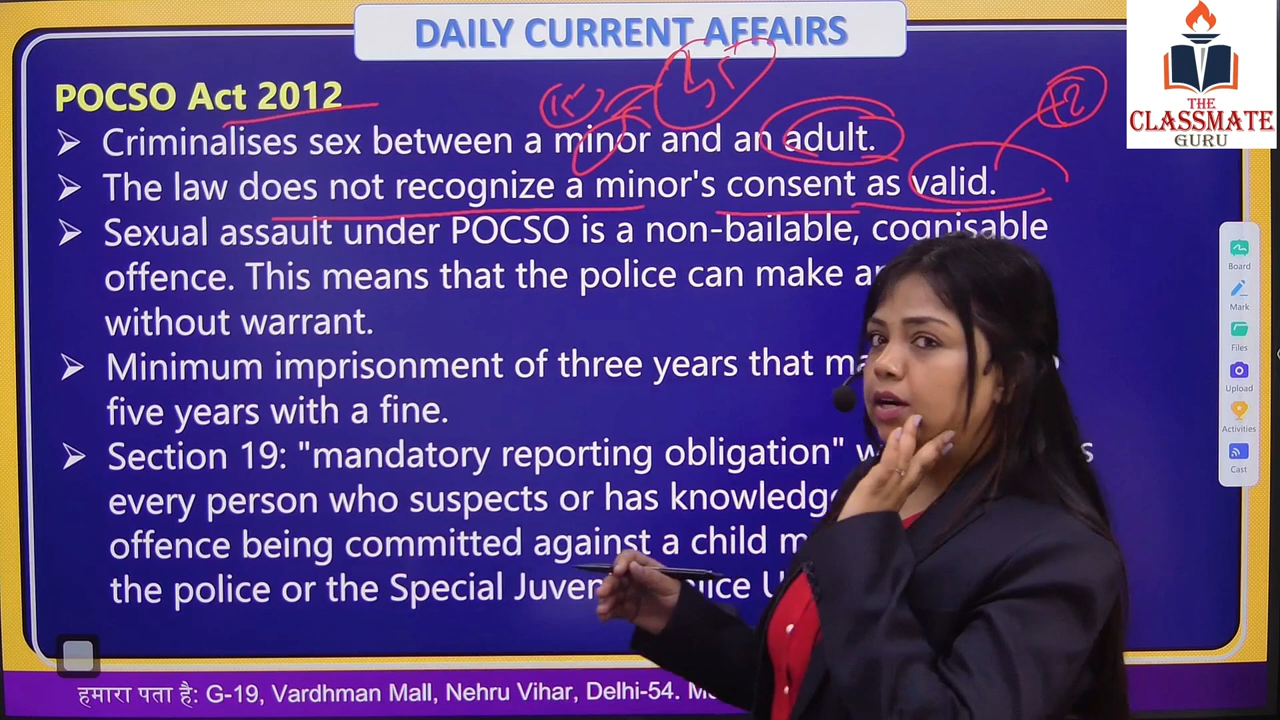 DAILY CURRENT AFFAIRS
THE
CLASSMATE
GURU
POCSO Act 2012
➤ Criminalises sex between a minor and an adult.
➤ The law does not recognize a minor's consent as valid.
➤ Sexual assault under POCSO is a non-bailable, cognisable
offence. This means that the police can make
without warrant.
➤ Minimum imprisonment of three years that
five years with a fine.
➤ Section 19: "mandatory reporting obligation"
every person who suspects or has knowledge
offence being committed against a child
the police or the Special
Board
Mark
Files
Upload
Activities
Cast
हमारा पता है: G-19, Vardhman Mall, Nehru Vihar, Delhi-54.